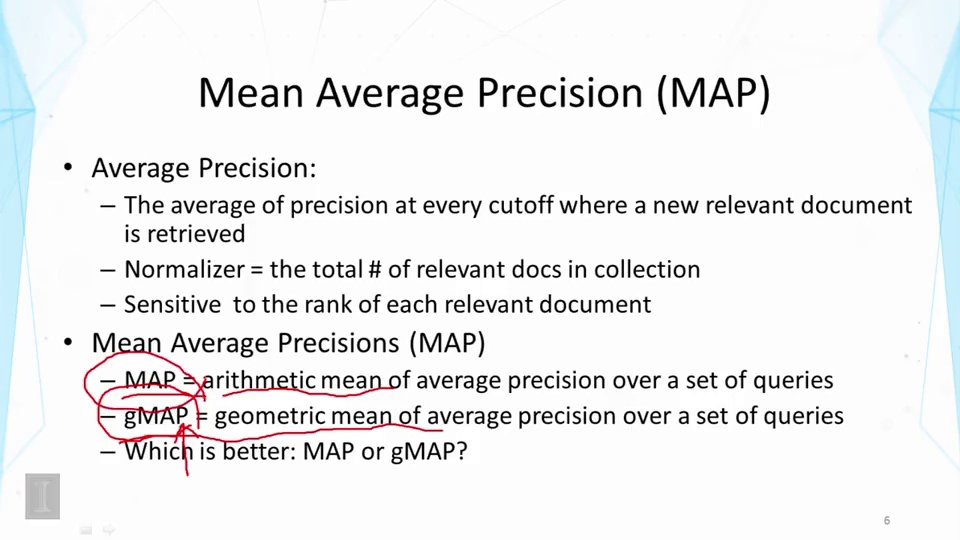 Mean Average Precision (MAP)
• Average Precision:
– The average of precision at every cutoff where a new relevant document
is retrieved
– Normalizer = the total # of relevant docs in collection
– Sensitive to the rank of each relevant document
• Mean Average Precisions (MAP)
– MAP = arithmetic mean of average precision over a set of queries
– gMAP = geometric mean of average precision over a set of queries
– Which is better: MAP or gMAP?
I
6